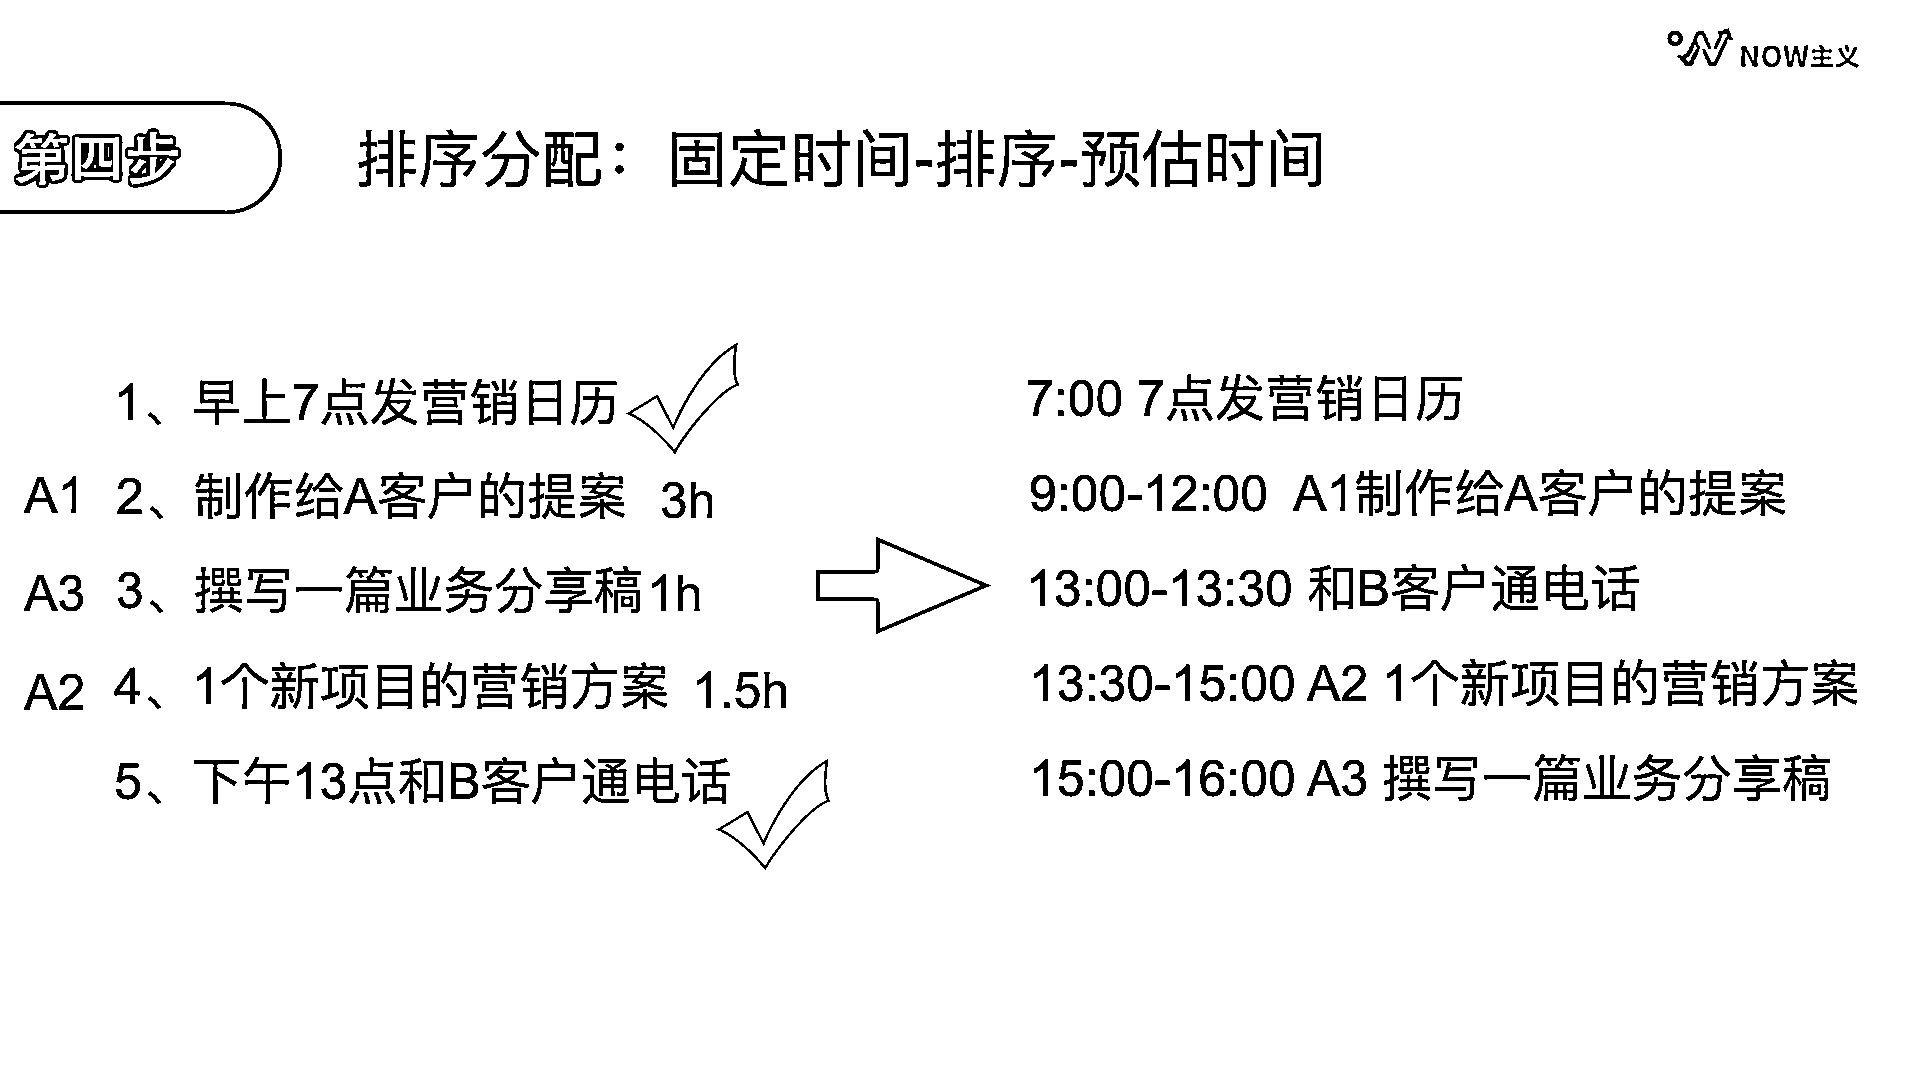 NOW主义
第四步
排序分配：固定时间-排序-预估时间
1、早上7点发营销日历
A1 2、制作给A客户的提案 3h
A3 3、撰写一篇业务分享稿1h
A2 4、1个新项目的营销方案 1.5h
5、下午13点和B客户通电话
7:00 7点发营销日历
9:00-12:00 A1制作给A客户的提案
13:00-13:30 和B客户通电话
13:30-15:00 A2 1个新项目的营销方案
15:00-16:00 A3 撰写一篇业务分享稿